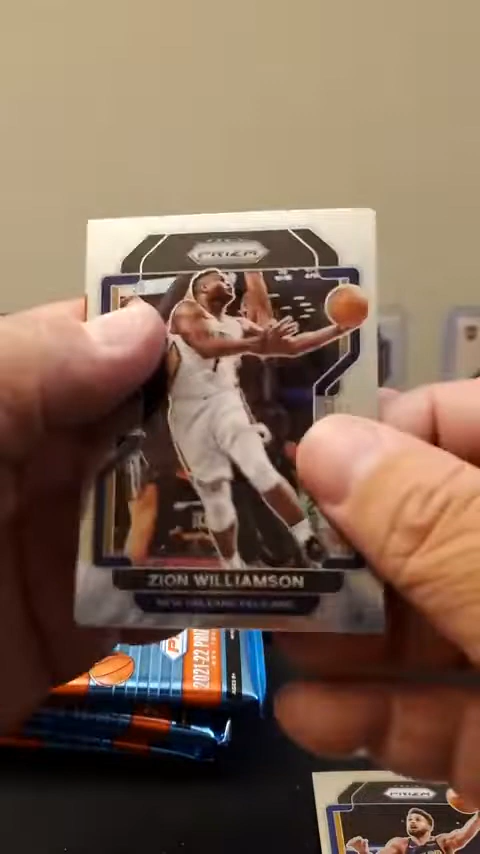 PRIZM
ZION WILLIAMSON
NEW ORLEANS PELICANS
2021-22 PRIZM
PRIZM